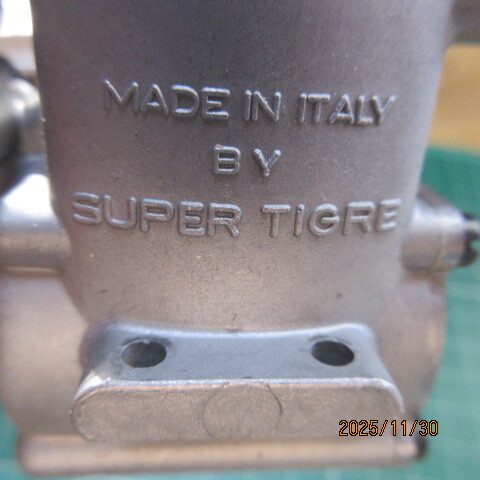 MADE IN ITALY
BY
SUPER TIGRE
2025/11/30